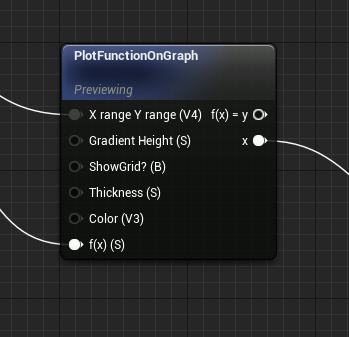 PlotFunctionOnGraph
Previewing
X range Y range (V4) f(x) = y
Gradient Height (S) x
ShowGrid? (B)
Thickness (S)
Color (V3)
f(x) (S)